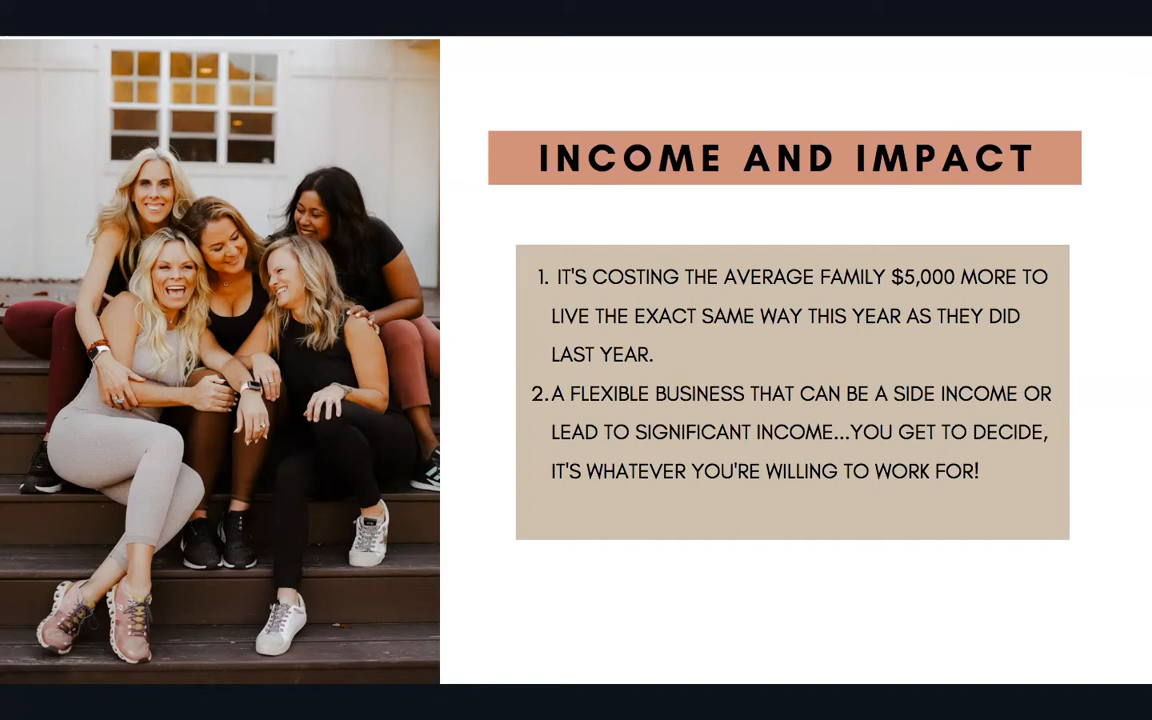 INCOME AND IMPACT
1. IT'S COSTING THE AVERAGE FAMILY $5,000 MORE TO
LIVE THE EXACT SAME WAY THIS YEAR AS THEY DID
LAST YEAR.
2. A FLEXIBLE BUSINESS THAT CAN BE A SIDE INCOME OR
LEAD TO SIGNIFICANT INCOME...YOU GET TO DECIDE,
IT'S WHATEVER YOU'RE WILLING TO WORK FOR!